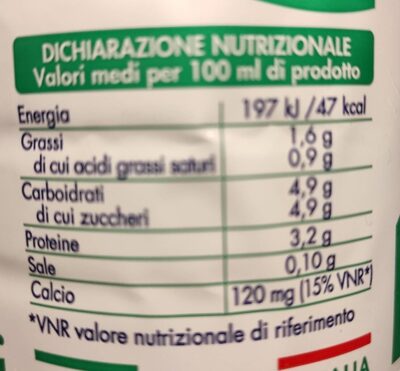 DICHIARAZIONE NUTRIZIONALE
Valori medi per 100 ml di prodotto
Energia 197 kJ/47 kcal
Grassi 1,6 g
di cui acidi grassi saturi 0,9 g
Carboidrati 4,9 g
di cui zuccheri 4,9 g
Proteine 3,2 g
Sale 0,10 g
Calcio 120 mg (15% VNR*)
*VNR valore nutrizionale di riferimento